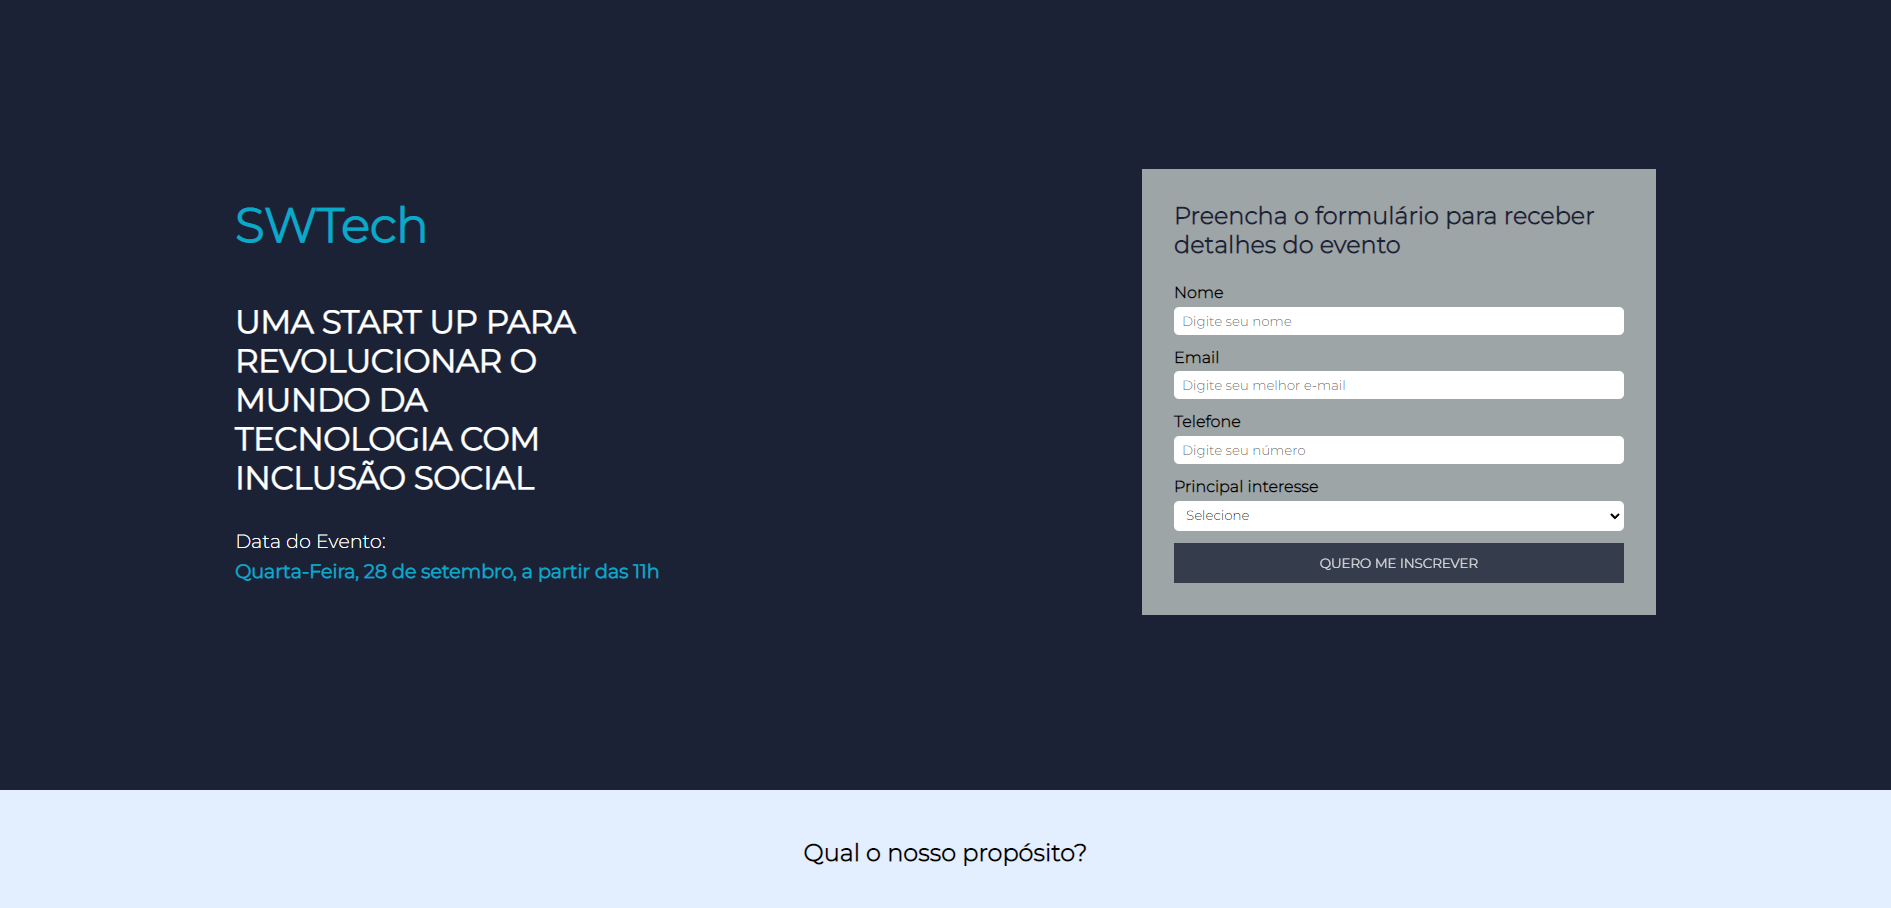 SWTech
UMA START UP PARA
REVOLUCIONAR O
MUNDO DA
TECNOLOGIA COM
INCLUSÃO SOCIAL
Data do Evento:
Quarta-Feira, 28 de setembro, a partir das 11h
Preencha o formulário para receber
detalhes do evento
Nome
Digite seu nome
Email
Digite seu melhor e-mail
Telefone
Digite seu número
Principal interesse
Selecione
QUERO ME INSCREVER
Qual o nosso propósito?